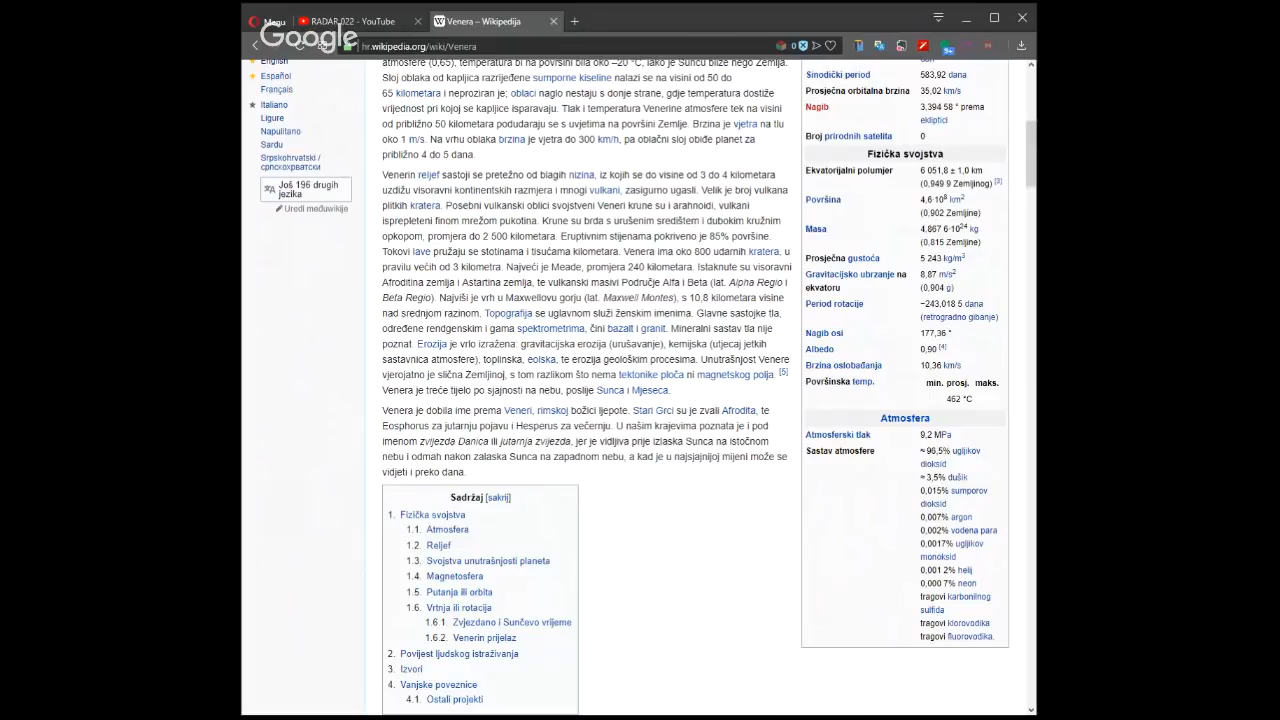 Menu
RADAR 022 - YouTube
Venera – Wikipedija
Google
hr.wikipedia.org/wiki/Venera
0
9+
English
Español
Français
Italiano
Ligure
Napulitano
Sardu
Srpskohrvatski /
српскохрватски
Još 196 drugih
jezika
Uredi međuwikije
atmosfere (0,65), temperatura bi na površini bila oko –20 °C, iako je Suncu bliže nego Zemlja.
Sloj oblaka od kapljica razrijeđene sumporne kiseline nalazi se na visini od 50 do
65 kilometara i neproziran je; oblaci naglo nestaju s donje strane, gdje temperatura dostiže
vrijednost pri kojoj se kapljice isparavaju. Tlak i temperatura Venerine atmosfere tek na visini
od približno 50 kilometara podudaraju se s uvjetima na površini Zemlje. Brzina je vjetra na tlu
oko 1 m/s. Na vrhu oblaka brzina je vjetra do 300 km/h, pa oblačni sloj obiđe planet za
približno 4 do 5 dana.
Venerin reljef sastoji se pretežno od blagih nizina, iz kojih se do visine od 3 do 4 kilometara
uzdižu visoravni kontinentskih razmjera i mnogi vulkani, zasigurno ugasli. Velik je broj vulkana
plitkih kratera. Posebni vulkanski oblici svojstveni Veneri krune su i arahnoidi, vulkani
isprepleteni finom mrežom pukotina. Krune su brda s urušenim središtem i dubokim kružnim
opkopom, promjera do 2 500 kilometara. Eruptivnim stijenama pokriveno je 85% površine.
Tokovi lave pružaju se stotinama i tisućama kilometara. Venera ima oko 800 udarnih kratera, u
pravilu većih od 3 kilometra. Najveći je Meade, promjera 240 kilometara. Istaknute su visoravni
Afroditina zemlja i Astartina zemlja, te vulkanski masivi Područje Alfa i Beta (lat. Alpha Regio i
Beta Regio). Najviši je vrh u Maxwellovu gorju (lat. Maxwell Montes), s 10,8 kilometara visine
nad srednjom razinom. Topografija se uglavnom služi ženskim imenima. Glavne sastojke tla,
određene rendgenskim i gama spektrometrima, čini bazalt i granit. Mineralni sastav tla nije
poznat. Erozija je vrlo izražena: gravitacijska erozija (urušavanje), kemijska (utjecaj jetkih
sastavnica atmosfere), toplinska, eolska, te erozija geološkim procesima. Unutrašnjost Venere
vjerojatno je slična Zemljinoj, s tom razlikom što nema tektonike ploča ni magnetskog polja. [5]
Venera je treće tijelo po sjajnosti na nebu, poslije Sunca i Mjeseca.
Venera je dobila ime prema Veneri, rimskoj božici ljepote. Stari Grci su je zvali Afrodita, te
Eosphorus za jutarnju pojavu i Hesperus za večernju. U našim krajevima poznata je i pod
imenom zvijezda Danica ili jutarnja zvijezda, jer je vidljiva prije izlaska Sunca na istočnom
nebu i odmah nakon zalaska Sunca na zapadnom nebu, a kad je u najsjajnijoj mijeni može se
vidjeti i preko dana.
Sadržaj [sakrij]
1. Fizička svojstva
1.1. Atmosfera
1.2. Reljef
1.3. Svojstva unutrašnjosti planeta
1.4. Magnetosfera
1.5. Putanja ili orbita
1.6. Vrtnja ili rotacija
1.6.1. Zvjezdano i Sunčevo vrijeme
1.6.2. Venerin prijelaz
2. Povijest ljudskog istraživanja
3. Izvori
4. Vanjske poveznice
4.1. Ostali projekti
Sinodički period 583,92 dana
Prosječna orbitalna brzina 35,02 km/s
Nagib 3,394 58 ° prema
ekliptici
Broj prirodnih satelita 0
Fizička svojstva
Ekvatorijalni polumjer 6 051,8 ± 1,0 km
(0,949 9 Zemljinog) [3]
Površina 4,6·10⁸ km²
(0,902 Zemljine)
Masa 4,867 6·10²⁴ kg
(0,815 Zemljine)
Prosječna gustoća 5 243 kg/m³
Gravitacijsko ubrzanje na 8,87 m/s²
ekvatoru (0,904 g)
Period rotacije −243,018 5 dana
(retrogradno gibanje)
Nagib osi 177,36 °
Albedo 0,90 [4]
Brzina oslobađanja 10,36 km/s
Površinska temp. min. prosj. maks.
462 °C
Atmosfera
Atmosferski tlak 9,2 MPa
Sastav atmosfere ≈ 96,5% ugljikov
dioksid
≈ 3,5% dušik
0,015% sumporov
dioksid
0,007% argon
0,002% vodena para
0,0017% ugljikov
monoksid
0,001 2% helij
0,000 7% neon
tragovi karbonilnog
sulfida
tragovi klorovodika
tragovi fluorovodika.